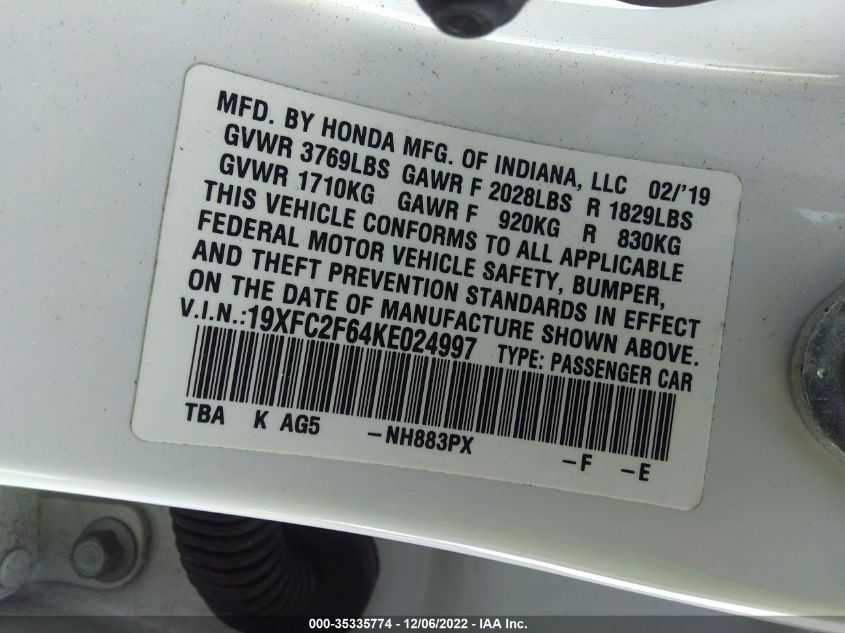 MFD. BY HONDA MFG. OF INDIANA, LLC 02/'19
GVWR 3769LBS GAWR F 2028LBS R 1829LBS
GVWR 1710KG GAWR F 920KG R 830KG
THIS VEHICLE CONFORMS TO ALL APPLICABLE
FEDERAL MOTOR VEHICLE SAFETY, BUMPER,
AND THEFT PREVENTION STANDARDS IN EFFECT
ON THE DATE OF MANUFACTURE SHOWN ABOVE.
V.I.N.:19XFC2F64KE024997 TYPE: PASSENGER CAR
TBA K AG5 -NH883PX -F -E
000-35335774 - 12/06/2022 - IAA Inc.